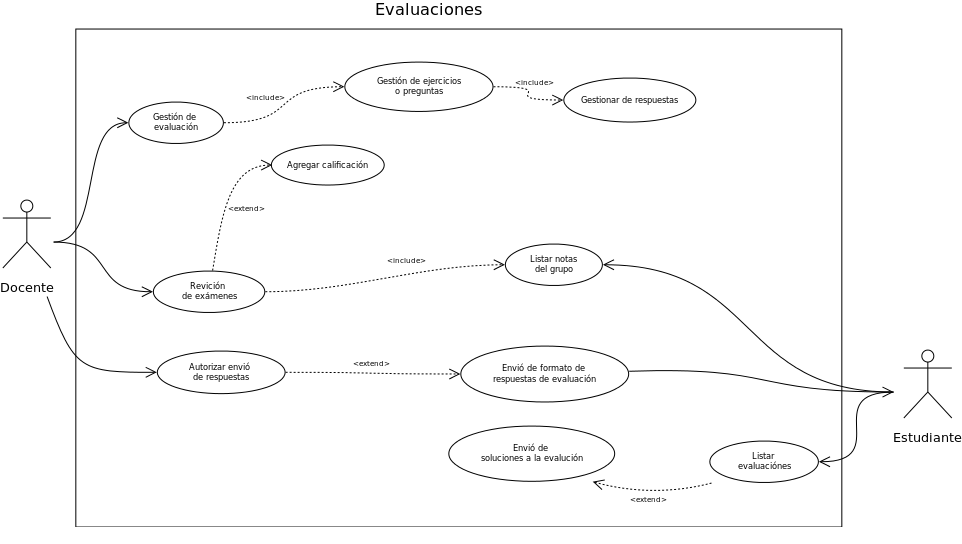 Evaluaciones
Gestión de ejercicios
o preguntas
<include>
<include>
Gestionar de respuestas
Gestión de
evaluación
Agregar calificación
<extend>
Docente
Revición
de exámenes
<include>
Listar notas
del grupo
Autorizar envió
de respuestas
<extend>
Envió de formato de
respuestas de evaluación
Estudiante
Envió de
soluciones a la evalución
Listar
evaluaciónes
<extend>